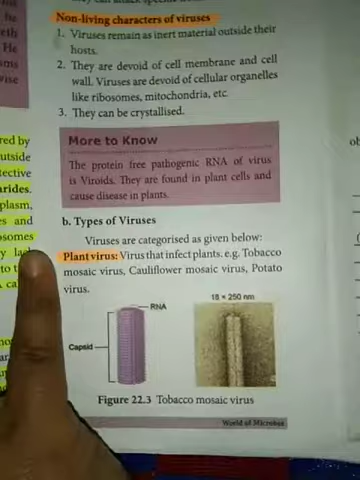 Non-living characters of viruses
1. Viruses remain as inert material outside their
hosts.
2. They are devoid of cell membrane and cell
wall. Viruses are devoid of cellular organelles
like ribosomes, mitochondria, etc
3. They can be crystallised.
More to Know
The protein free pathogenic RNA of virus
is Viroids. They are found in plant cells and
cause disease in plants.
b. Types of Viruses
Viruses are categorised as given below:
Plant virus: Virus that infect plants. e.g. Tobacco
mosaic virus, Cauliflower mosaic virus, Potato
virus.
18 × 250 nm
RNA
Capsid
Figure 22.3 Tobacco mosaic virus
World of Microbes